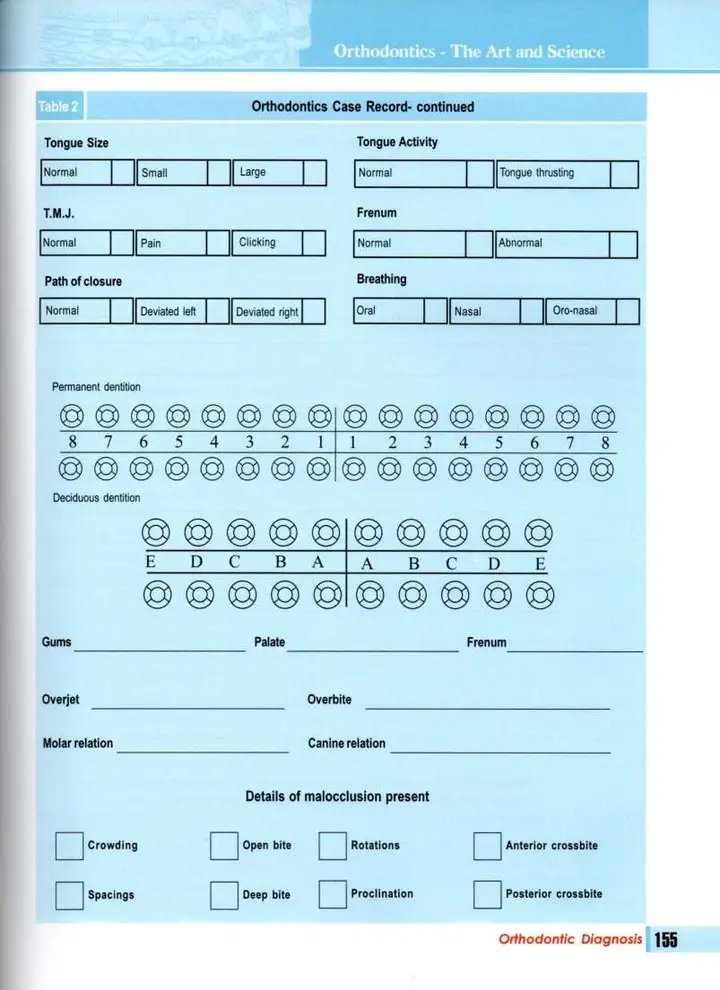 Orthodontics - The Art and Science
Table 2
Orthodontics Case Record- continued
Tongue Size
Tongue Activity
Normal Small Large Normal Tongue thrusting
T.M.J.
Frenum
Normal Pain Clicking Normal Abnormal
Path of closure
Breathing
Normal Deviated left Deviated right Oral Nasal Oro-nasal
Permanent dentition
8 7 6 5 4 3 2 1 1 2 3 4 5 6 7 8
Deciduous dentition
E D C B A A B C D E
Gums Palate Frenum
Overjet Overbite
Molar relation Canine relation
Details of malocclusion present
Crowding Open bite Rotations Anterior crossbite
Spacings Deep bite Proclination Posterior crossbite
Orthodontic Diagnosis 155